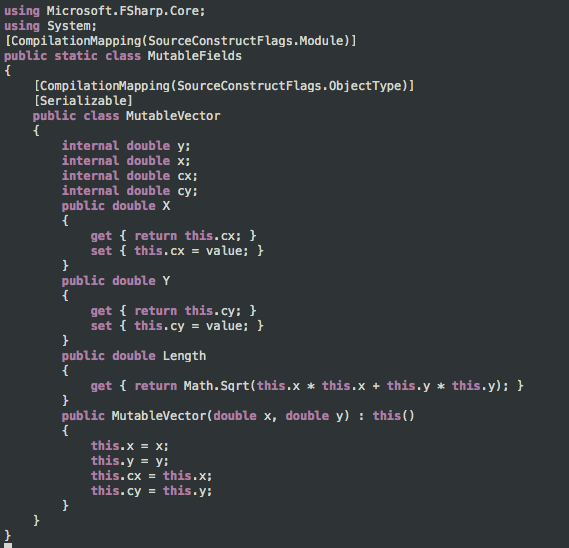 using Microsoft.FSharp.Core;
using System;
[CompilationMapping(SourceConstructFlags.Module)]
public static class MutableFields
{
    [CompilationMapping(SourceConstructFlags.ObjectType)]
    [Serializable]
    public class MutableVector
    {
        internal double y;
        internal double x;
        internal double cx;
        internal double cy;
        public double X
        {
            get { return this.cx; }
            set { this.cx = value; }
        }
        public double Y
        {
            get { return this.cy; }
            set { this.cy = value; }
        }
        public double Length
        {
            get { return Math.Sqrt(this.x * this.x + this.y * this.y); }
        }
        public MutableVector(double x, double y) : this()
        {
            this.x = x;
            this.y = y;
            this.cx = this.x;
            this.cy = this.y;
        }
    }
}